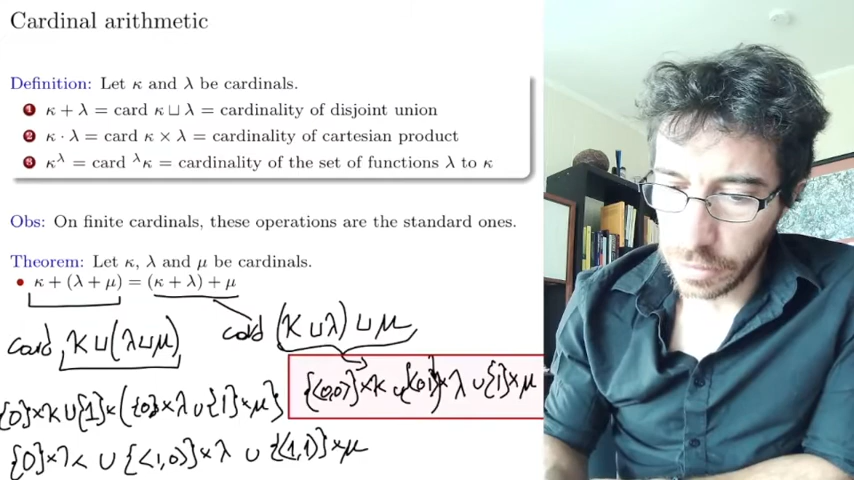 Cardinal arithmetic
Definition: Let κ and λ be cardinals.
1 κ + λ = card κ ⊔ λ = cardinality of disjoint union
2 κ · λ = card κ × λ = cardinality of cartesian product
3 κ^λ = card ^λκ = cardinality of the set of functions λ to κ
Obs: On finite cardinals, these operations are the standard ones.
Theorem: Let κ, λ and μ be cardinals.
• κ + (λ + μ) = (κ + λ) + μ
card κ ⊔ (λ ⊔ μ)
card (κ ⊔ λ) ⊔ μ
{⟨0,0⟩} × κ ∪ {⟨0,1⟩} × λ ∪ {1} × μ
{0} × κ ∪ {1} × ({0} × λ ∪ {1} × μ)
{0} × κ ∪ {⟨1,0⟩} × λ ∪ {⟨1,1⟩} × μ